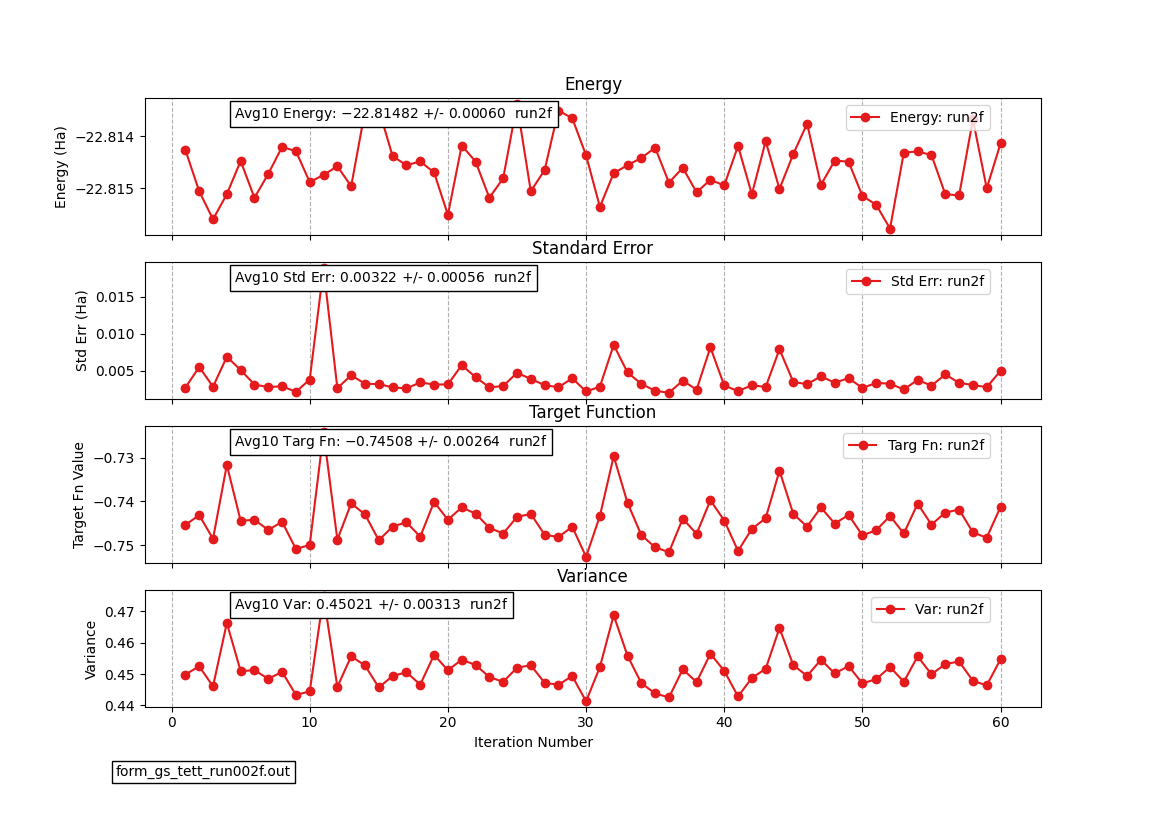 Energy
Avg10 Energy: −22.81482 +/- 0.00060 run2f
Energy: run2f
Energy (Ha)
−22.814
−22.815
Standard Error
Avg10 Std Err: 0.00322 +/- 0.00056 run2f
Std Err: run2f
Std Err (Ha)
0.015
0.010
0.005
Target Function
Avg10 Targ Fn: −0.74508 +/- 0.00264 run2f
Targ Fn: run2f
Target Fn Value
−0.73
−0.74
−0.75
Variance
Avg10 Var: 0.45021 +/- 0.00313 run2f
Var: run2f
Variance
0.47
0.46
0.45
0.44
0 10 20 30 40 50 60
Iteration Number
form_gs_tett_run002f.out